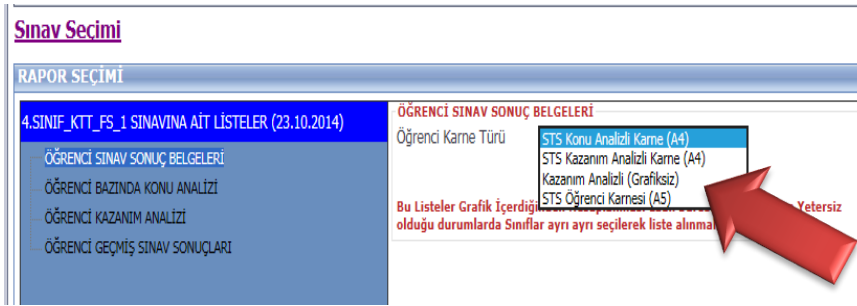 Sınav Seçimi
RAPOR SEÇİMİ
4.SINIF_KTT_FS_1 SINAVINA AİT LİSTELER (23.10.2014)
ÖĞRENCİ SINAV SONUÇ BELGELERİ
ÖĞRENCİ BAZINDA KONU ANALİZİ
ÖĞRENCİ KAZANIM ANALİZİ
ÖĞRENCİ GEÇMİŞ SINAV SONUÇLARI
ÖĞRENCİ SINAV SONUÇ BELGELERİ
Öğrenci Karne Türü
STS Konu Analizli Karne (A4)
STS Kazanım Analizli Karne (A4)
Kazanım Analizli (Grafiksiz)
STS Öğrenci Karnesi (A5)
Bu Listeler Grafik Yetersiz
olduğu durumlarda Sınıflar ayrı ayrı seçilerek liste